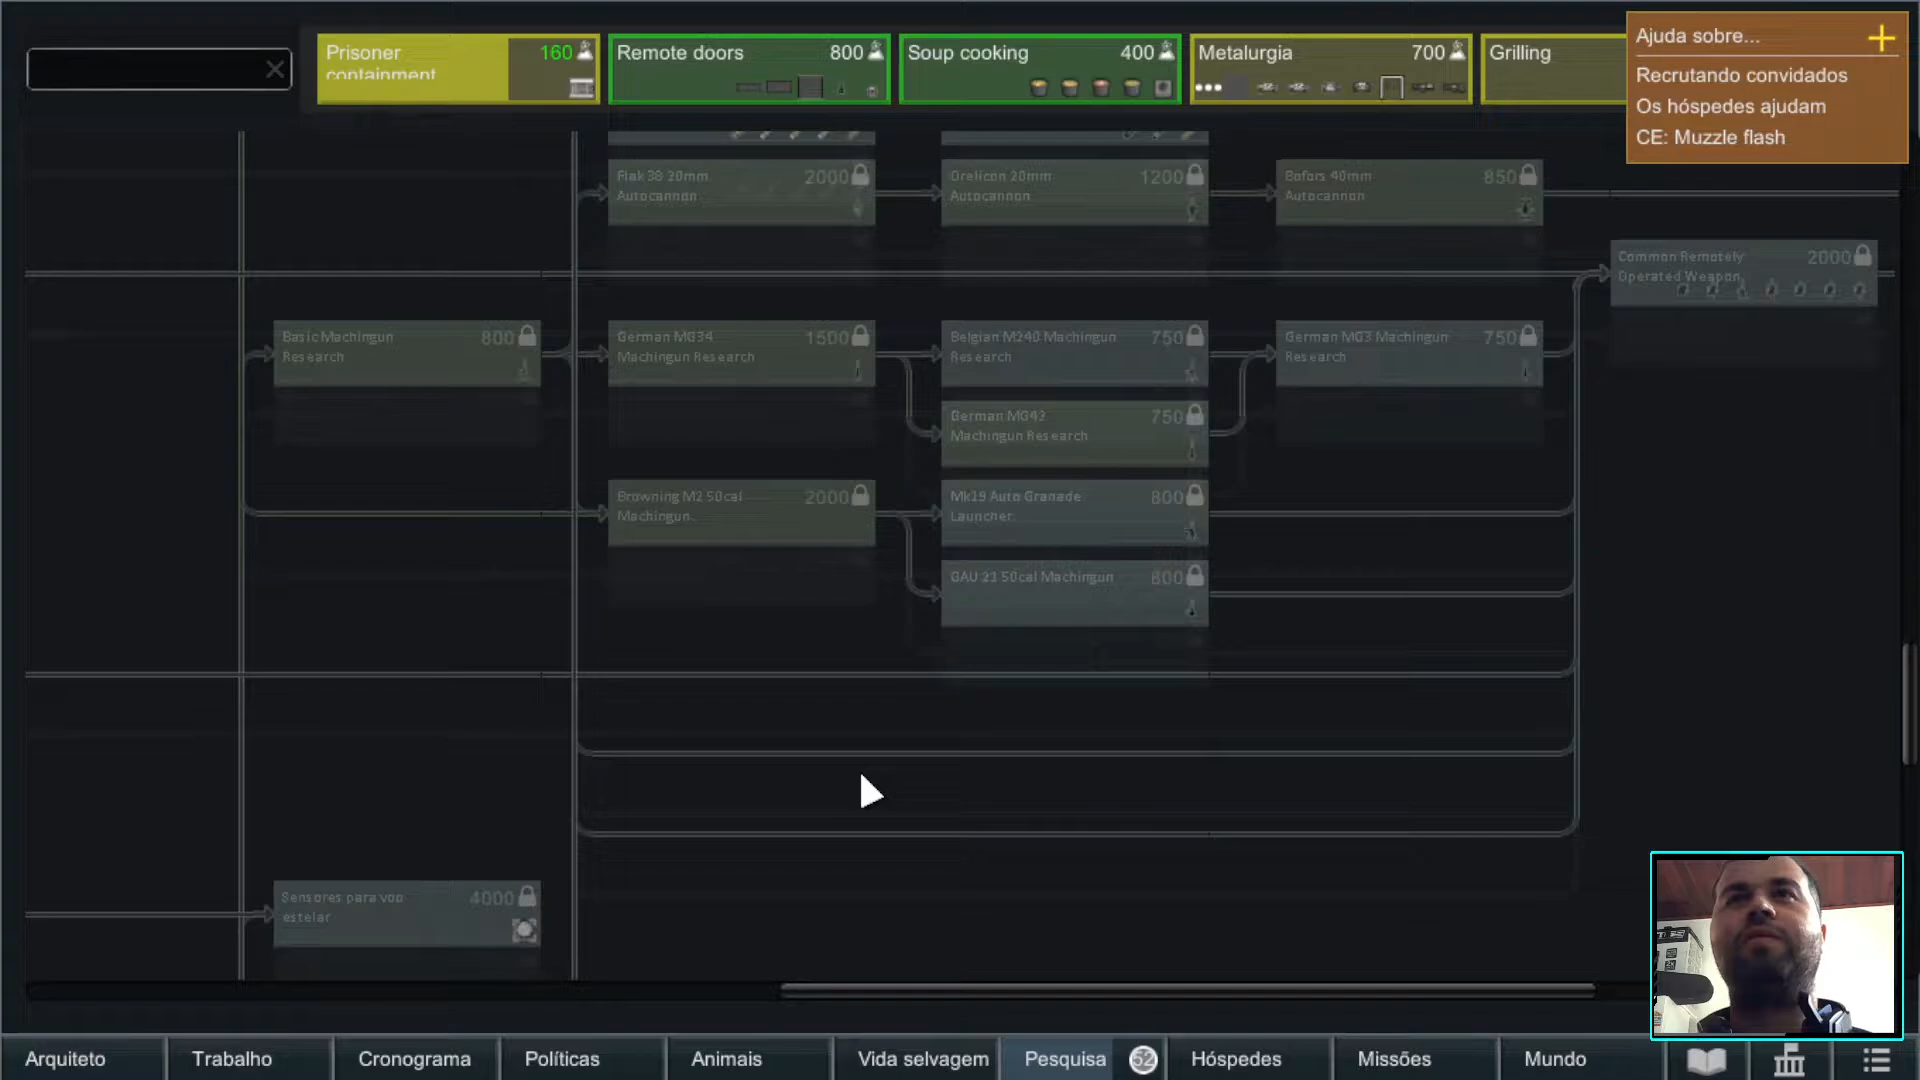 Prisoner
containment
160
Remote doors
800
Soup cooking
400
Metalurgia
700
Grilling
Ajuda sobre...
Recrutando convidados
Os hóspedes ajudam
CE: Muzzle flash
Flak 38 20mm
Autocannon
2000
Orelicon 20mm
Autocannon
1200
Bofors 40mm
Autocannon
850
Common Remotely
Operated Weapon
2000
Basic Machingun
Research
800
German MG34
Machingun Research
1500
Belgian M240 Machingun
Research
750
German MG3 Machingun
Research
750
German MG42
Machingun Research
750
Browning M2 50cal
Machingun
2000
Mk19 Auto Granade
Launcher
800
GAU 21 50cal Machingun
800
Sensores para voo
estelar
4000
Arquiteto
Trabalho
Cronograma
Políticas
Animais
Vida selvagem
Pesquisa
52
Hóspedes
Missões
Mundo